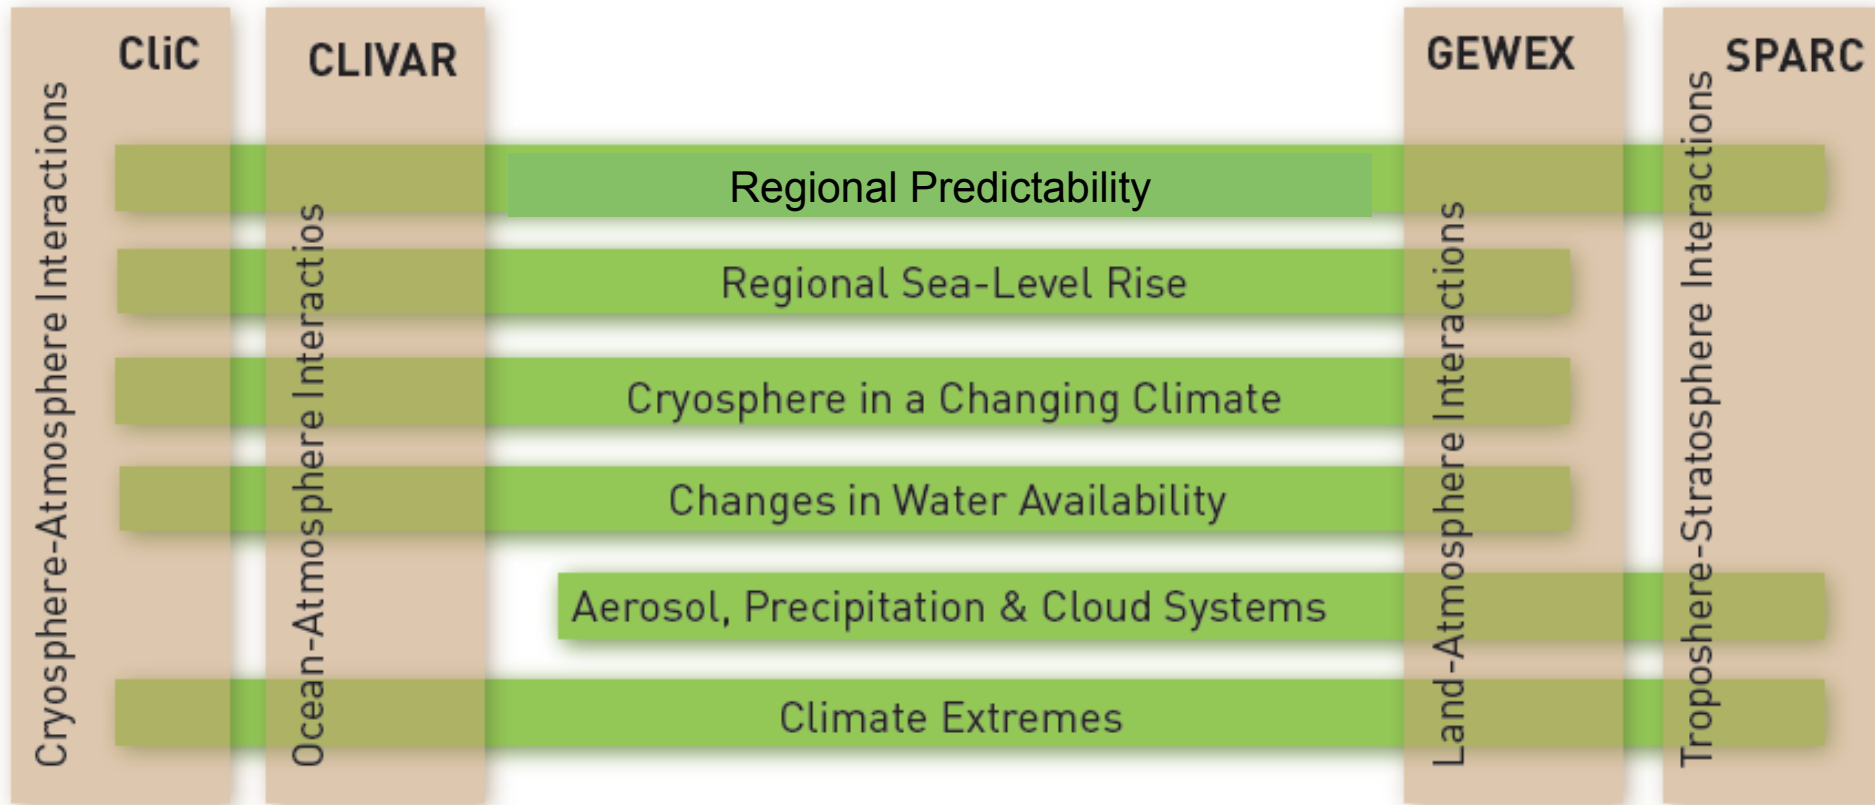 CliC
CLIVAR
GEWEX
SPARC
Cryosphere-Atmosphere Interactions
Ocean-Atmosphere Interactios
Regional Predictability
Regional Sea-Level Rise
Cryosphere in a Changing Climate
Changes in Water Availability
Aerosol, Precipitation & Cloud Systems
Climate Extremes
Land-Atmosphere Interactions
Troposhere-Stratosphere Interactions